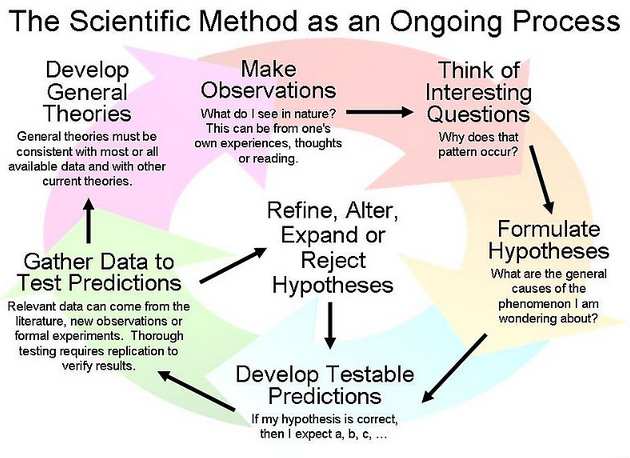 The Scientific Method as an Ongoing Process
Develop
General
Theories
General theories must be
consistent with most or all
available data and with other
current theories.
Make
Observations
What do I see in nature?
This can be from one's
own experiences, thoughts
or reading.
Think of
Interesting
Questions
Why does that
pattern occur?
Refine, Alter,
Expand or
Reject
Hypotheses
Formulate
Hypotheses
What are the general
causes of the
phenomenon I am
wondering about?
Gather Data to
Test Predictions
Relevant data can come from the
literature, new observations or
formal experiments. Thorough
testing requires replication to
verify results.
Develop Testable
Predictions
If my hypothesis is correct,
then I expect a, b, c, ...